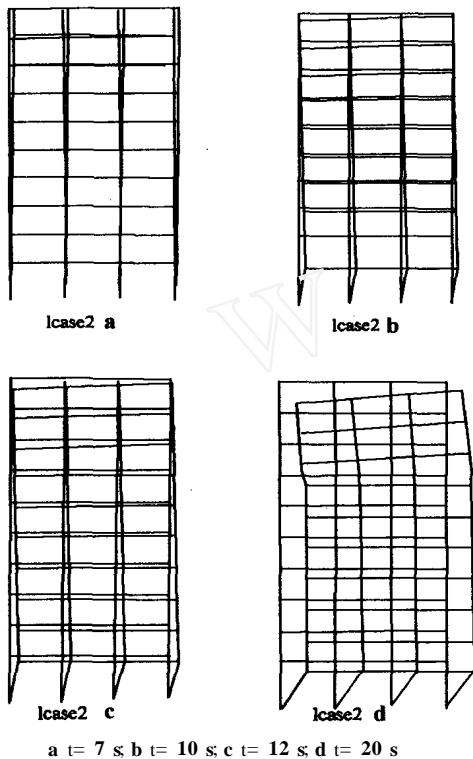 lcase2 a
lcase2 b
lcase2 c
lcase2 d
a t= 7 s; b t= 10 s; c t= 12 s; d t= 20 s